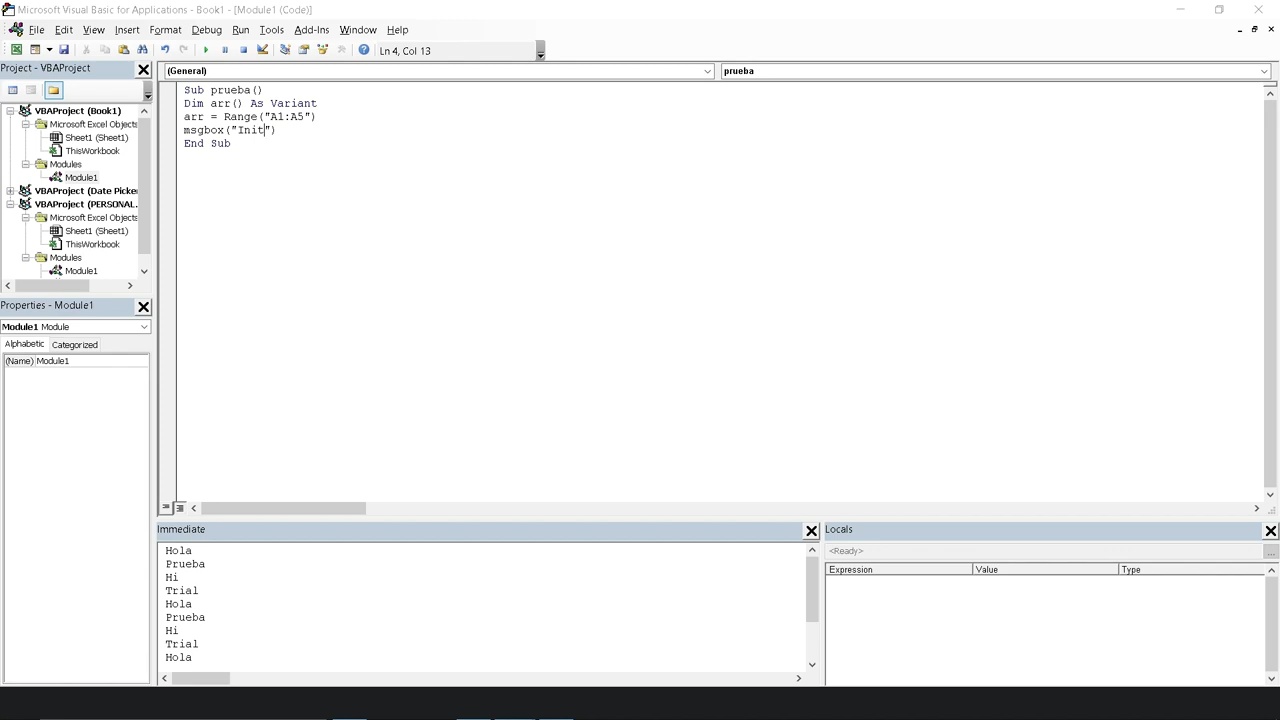 Microsoft Visual Basic for Applications - Book1 - [Module1 (Code)]
File Edit View Insert Format Debug Run Tools Add-Ins Window Help
Ln 4, Col 13
Project - VBAProject
VBAProject (Book1)
Microsoft Excel Objects
Sheet1 (Sheet1)
ThisWorkbook
Modules
Module1
VBAProject (Date Picker
VBAProject (PERSONAL.
Microsoft Excel Objects
Sheet1 (Sheet1)
ThisWorkbook
Modules
Module1
Properties - Module1
Module1 Module
Alphabetic Categorized
(Name) Module1
(General) prueba
Sub prueba()
Dim arr() As Variant
arr = Range("A1:A5")
msgbox("Init")
End Sub
Immediate
Hola
Prueba
Hi
Trial
Hola
Prueba
Hi
Trial
Hola
Locals
<Ready>
Expression Value Type